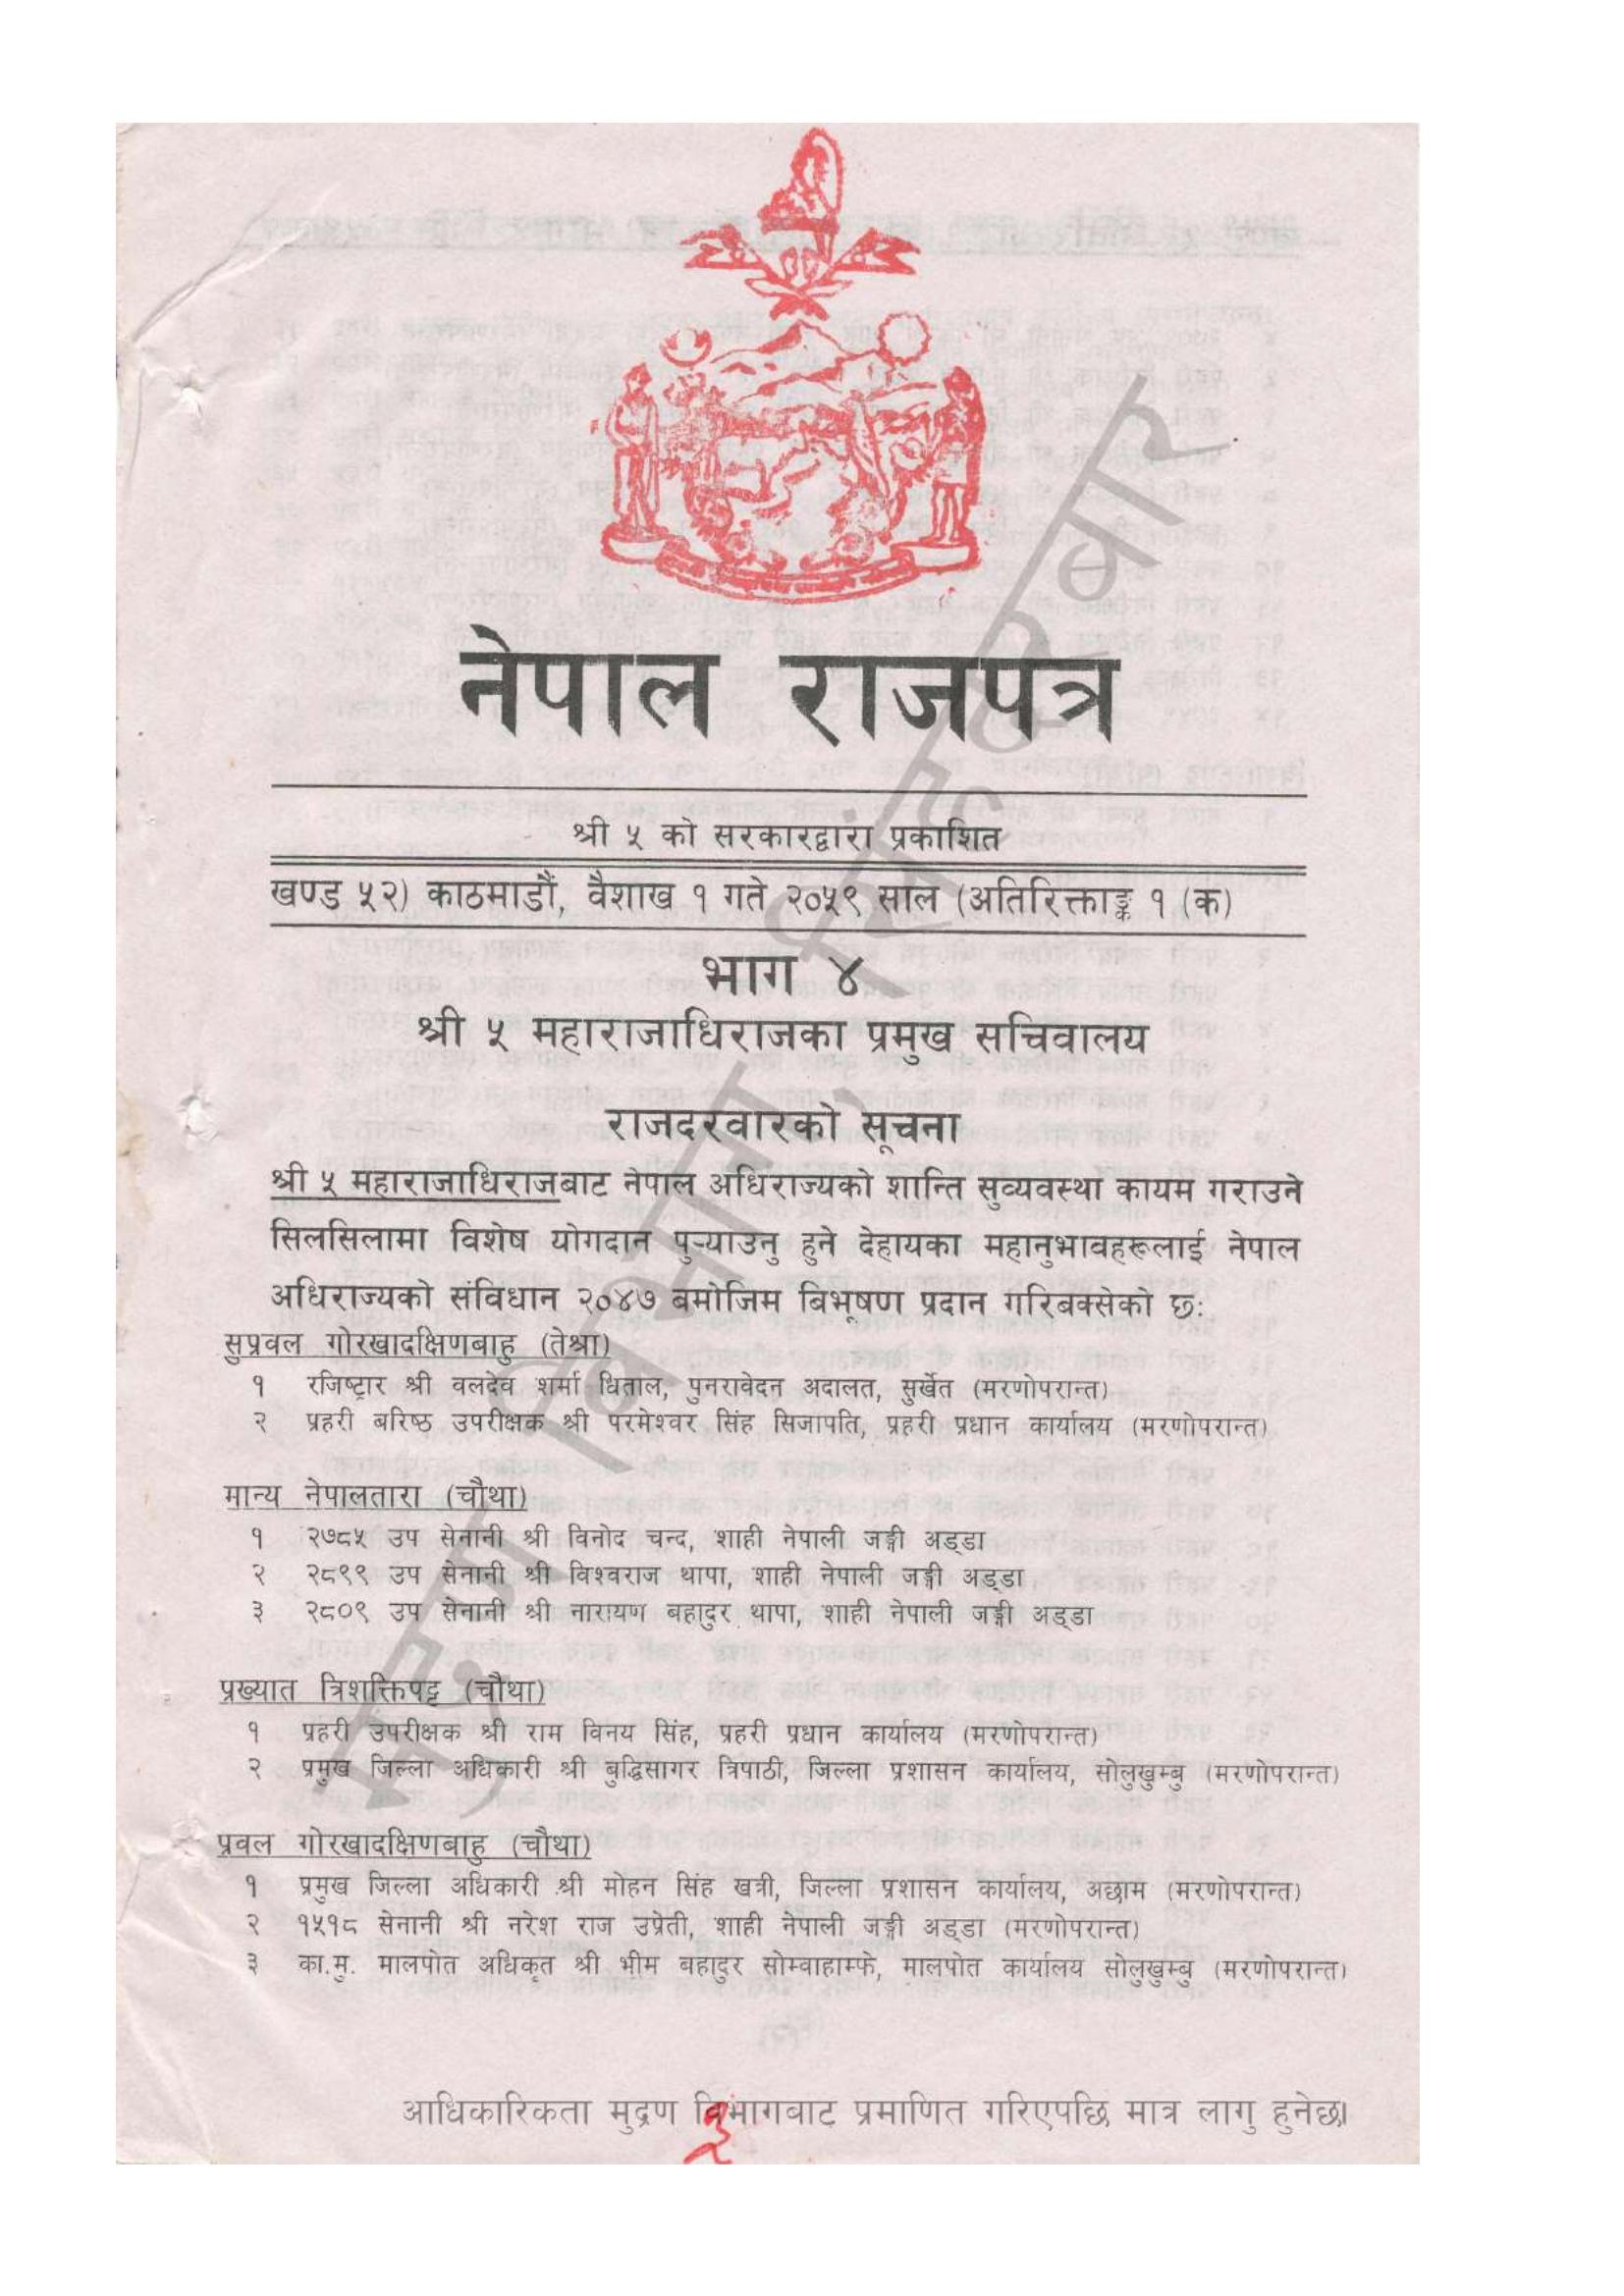 नेपाल राजपत्र
श्री ५ को सरकारद्वारा प्रकाशित
खण्ड ५२) काठमाडौं, वैशाख १ गते २०५९ साल (अतिरिक्ताङ्क १ (क)
भाग ४
श्री ५ महाराजाधिराजका प्रमुख सचिवालय
राजदरवारको सूचना
श्री ५ महाराजाधिराजबाट नेपाल अधिराज्यको शान्ति सुव्यवस्था कायम गराउने
सिलसिलामा विशेष योगदान पुऱ्याउनु हुने देहायका महानुभावहरूलाई नेपाल
अधिराज्यको संविधान २०४७ बमोजिम बिभूषण प्रदान गरिबक्सेको छ:
सुप्रवल गोरखादक्षिणबाहु (तेश्रा)
१ रजिष्ट्रार श्री वलदेव शर्मा धिताल, पुनरावेदन अदालत, सुर्खेत (मरणोपरान्त)
२ प्रहरी बरिष्ठ उपरीक्षक श्री परमेश्वर सिंह सिजापति, प्रहरी प्रधान कार्यालय (मरणोपरान्त)
मान्य नेपालतारा (चौथा)
१ २७८५ उप सेनानी श्री विनोद चन्द, शाही नेपाली जङ्गी अड्डा
२ २८९९ उप सेनानी श्री विश्वराज थापा, शाही नेपाली जङ्गी अड्डा
३ २८०९ उप सेनानी श्री नारायण बहादुर थापा, शाही नेपाली जङ्गी अड्डा
प्रख्यात त्रिशक्तिपट्ट (चौथा)
१ प्रहरी उपरीक्षक श्री राम विनय सिंह, प्रहरी प्रधान कार्यालय (मरणोपरान्त)
२ प्रमुख जिल्ला अधिकारी श्री बुद्धिसागर त्रिपाठी, जिल्ला प्रशासन कार्यालय, सोलुखुम्बु (मरणोपरान्त)
प्रवल गोरखादक्षिणबाहु (चौथा)
१ प्रमुख जिल्ला अधिकारी श्री मोहन सिंह खत्री, जिल्ला प्रशासन कार्यालय, अछाम (मरणोपरान्त)
२ १५१८ सेनानी श्री नरेश राज उप्रेती, शाही नेपाली जङ्गी अड्डा (मरणोपरान्त)
३ का.मु. मालपोत अधिकृत श्री भीम बहादुर सोम्वाहाम्फे, मालपोत कार्यालय सोलुखुम्बु (मरणोपरान्त)
आधिकारिकता मुद्रण विभागबाट प्रमाणित गरिएपछि मात्र लागु हुनेछ।
मुद्रण विभाग, सिंहदरबार